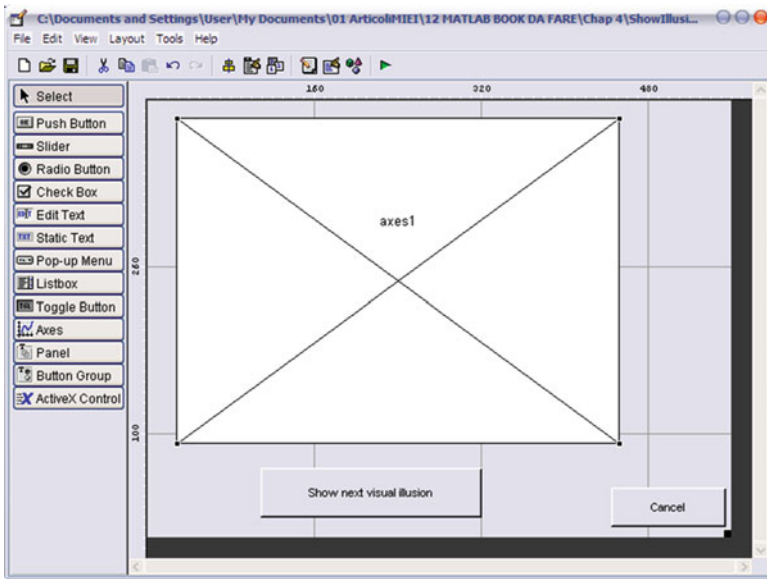 C:\Documents and Settings\User\My Documents\01 ArticoliMIEI\12 MATLAB BOOK DA FARE\Chap 4\ShowIllusi...
File Edit View Layout Tools Help
Select
Push Button
Slider
Radio Button
Check Box
Edit Text
Static Text
Pop-up Menu
Listbox
Toggle Button
Axes
Panel
Button Group
ActiveX Control
160 320 480
260
100
axes1
Show next visual illusion
Cancel